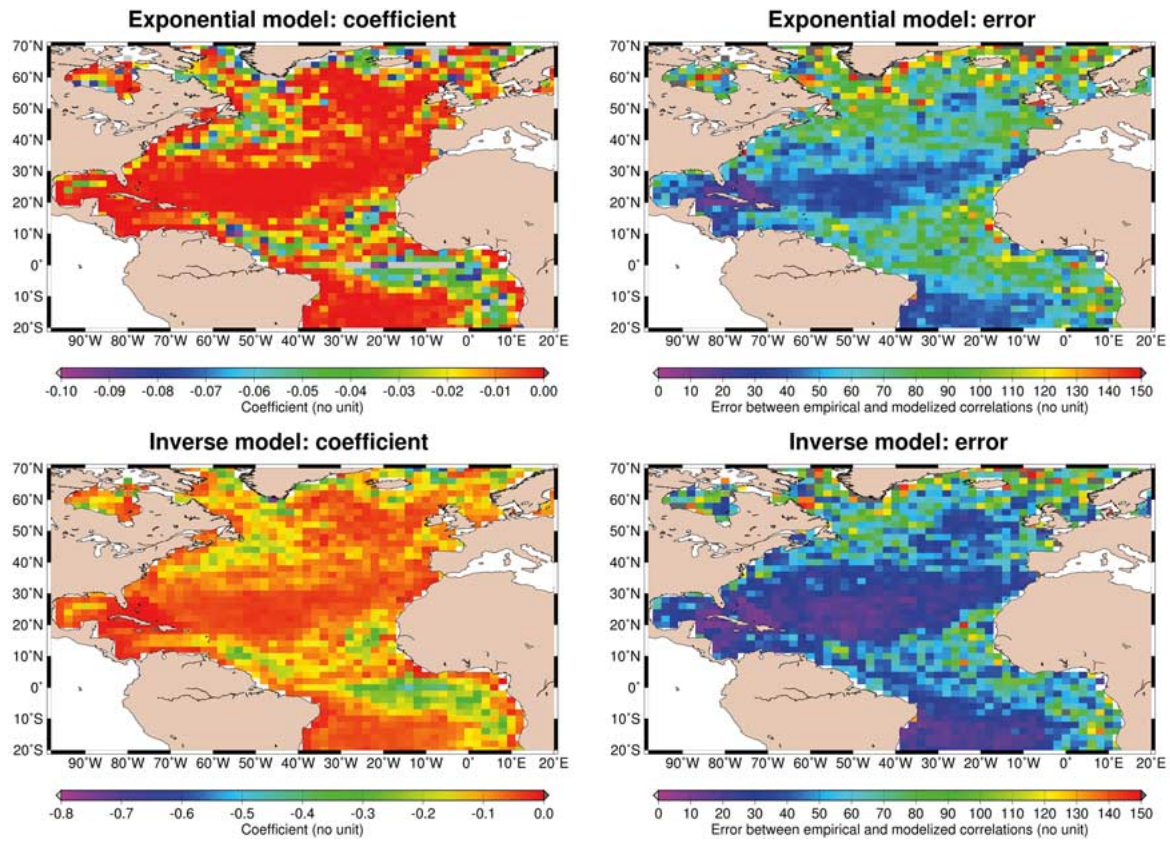 Exponential model: coefficient
Exponential model: error
70˚N
60˚N
50˚N
40˚N
30˚N
20˚N
10˚N
0˚
10˚S
20˚S
90˚W 80˚W 70˚W 60˚W 50˚W 40˚W 30˚W 20˚W 10˚W 0˚E 10˚E 20˚E
-0.10 -0.09 -0.08 -0.07 -0.06 -0.05 -0.04 -0.03 -0.02 -0.01 0.00
Coefficient (no unit)
70˚N
60˚N
50˚N
40˚N
30˚N
20˚N
10˚N
0˚
10˚S
20˚S
90˚W 80˚W 70˚W 60˚W 50˚W 40˚W 30˚W 20˚W 10˚W 0˚E 10˚E 20˚E
0 10 20 30 40 50 60 70 80 90 100 110 120 130 140 150
Error between empirical and modelized correlations (no unit)
Inverse model: coefficient
Inverse model: error
70˚N
60˚N
50˚N
40˚N
30˚N
20˚N
10˚N
0˚
10˚S
20˚S
90˚W 80˚W 70˚W 60˚W 50˚W 40˚W 30˚W 20˚W 10˚W 0˚E 10˚E 20˚E
-0.8 -0.7 -0.6 -0.5 -0.4 -0.3 -0.2 -0.1 0.0
Coefficient (no unit)
70˚N
60˚N
50˚N
40˚N
30˚N
20˚N
10˚N
0˚
10˚S
20˚S
90˚W 80˚W 70˚W 60˚W 50˚W 40˚W 30˚W 20˚W 10˚W 0˚E 10˚E 20˚E
0 10 20 30 40 50 60 70 80 90 100 110 120 130 140 150
Error between empirical and modelized correlations (no unit)